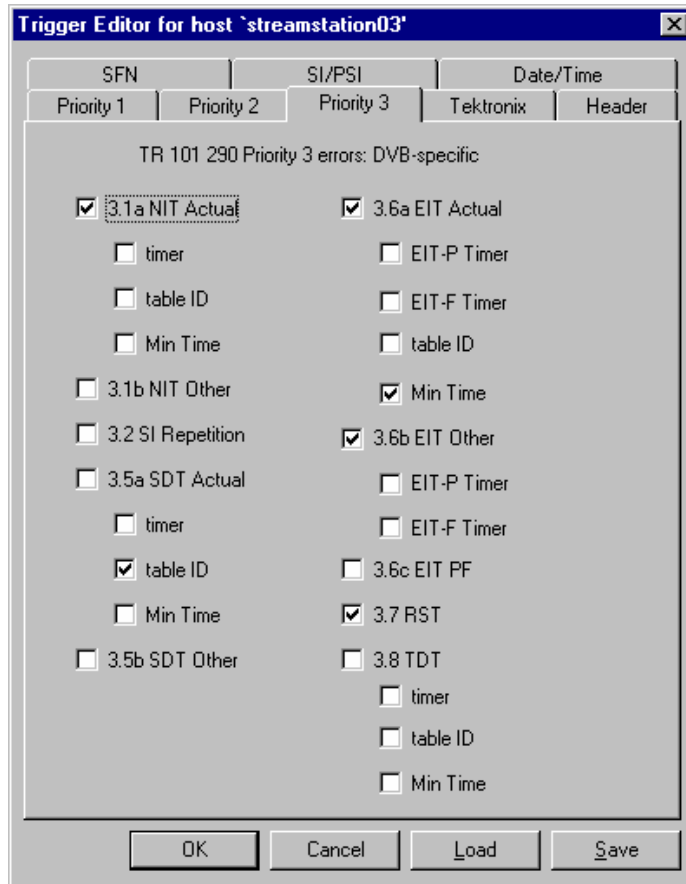 Trigger Editor for host `streamstation03'
SFN
SI/PSI
Date/Time
Priority 1
Priority 2
Priority 3
Tektronix
Header
TR 101 290 Priority 3 errors: DVB-specific
3.1a NIT Actual
timer
table ID
Min Time
3.1b NIT Other
3.2 SI Repetition
3.5a SDT Actual
timer
table ID
Min Time
3.5b SDT Other
3.6a EIT Actual
EIT-P Timer
EIT-F Timer
table ID
Min Time
3.6b EIT Other
EIT-P Timer
EIT-F Timer
3.6c EIT PF
3.7 RST
3.8 TDT
timer
table ID
Min Time
OK
Cancel
Load
Save